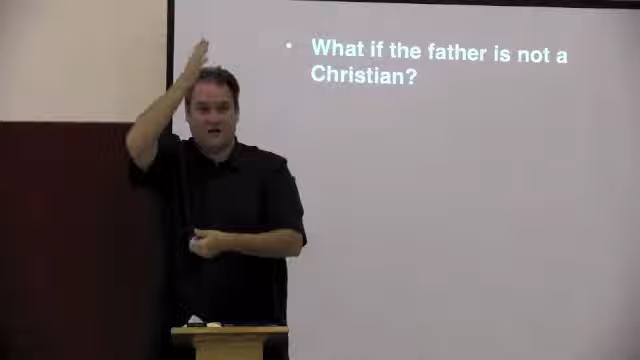 • What if the father is not a
Christian?